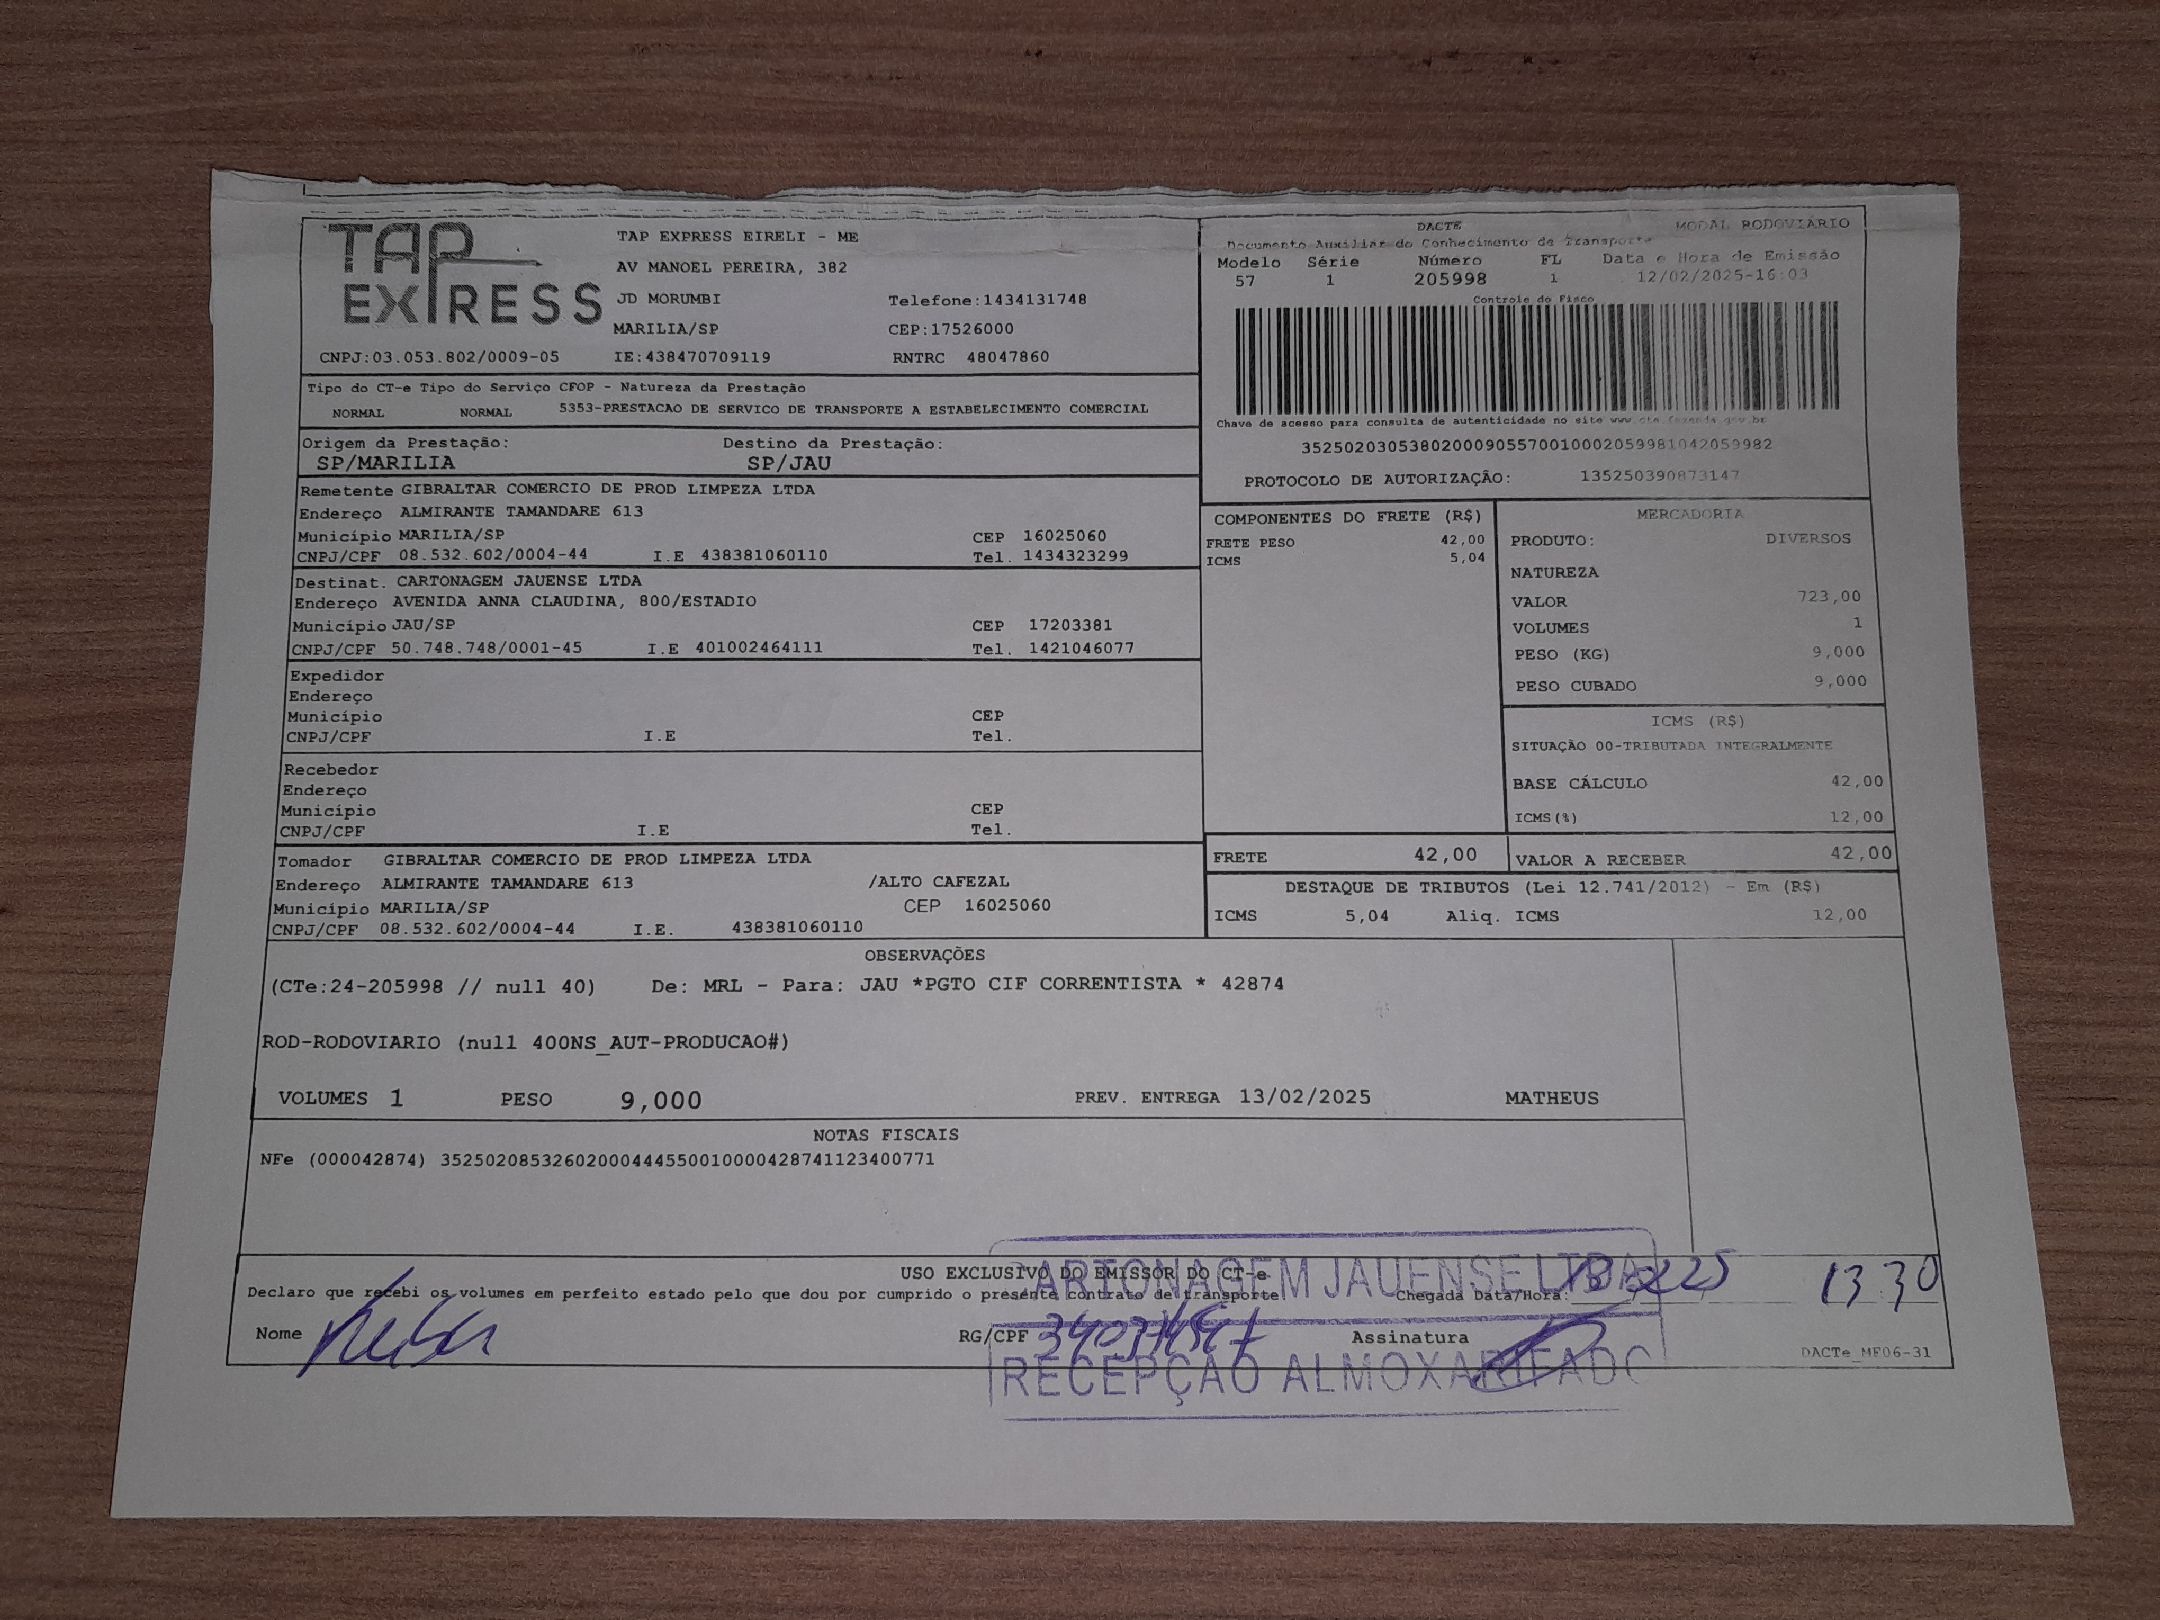 TAP
EXPRESS
TAP EXPRESS EIRELI - ME
AV MANOEL PEREIRA, 382
JD MORUMBI Telefone:1434131748
MARILIA/SP CEP:17526000
CNPJ:03.053.802/0009-05 IE:438470709119 RNTRC 48047860
DACTE MODAL RODOVIÁRIO
Documento Auxiliar do Conhecimento de Transporte
Modelo Série Número FL Data e Hora de Emissão
57 1 205998 1 12/02/2025-16:03
Controle do Fisco
Chave de acesso para consulta de autenticidade no site www.cte.fazenda.gov.br
35250203053802000905570010002059981042059982
PROTOCOLO DE AUTORIZAÇÃO: 135250390873147
Tipo do CT-e Tipo do Serviço CFOP - Natureza da Prestação
NORMAL NORMAL 5353-PRESTACAO DE SERVICO DE TRANSPORTE A ESTABELECIMENTO COMERCIAL
Origem da Prestação: Destino da Prestação:
SP/MARILIA SP/JAU
Remetente GIBRALTAR COMERCIO DE PROD LIMPEZA LTDA
Endereço ALMIRANTE TAMANDARE 613
Município MARILIA/SP CEP 16025060
CNPJ/CPF 08.532.602/0004-44 I.E 438381060110 Tel. 1434323299
Destinat. CARTONAGEM JAUENSE LTDA
Endereço AVENIDA ANNA CLAUDINA, 800/ESTADIO
Município JAU/SP CEP 17203381
CNPJ/CPF 50.748.748/0001-45 I.E 401002464111 Tel. 1421046077
Expedidor
Endereço
Município CEP
CNPJ/CPF I.E Tel.
Recebedor
Endereço
Município CEP
CNPJ/CPF I.E Tel.
Tomador GIBRALTAR COMERCIO DE PROD LIMPEZA LTDA
Endereço ALMIRANTE TAMANDARE 613 /ALTO CAFEZAL
Município MARILIA/SP CEP 16025060
CNPJ/CPF 08.532.602/0004-44 I.E. 438381060110
COMPONENTES DO FRETE (R$)
FRETE PESO 42,00
ICMS 5,04
MERCADORIA
PRODUTO: DIVERSOS
NATUREZA
VALOR 723,00
VOLUMES 1
PESO (KG) 9,000
PESO CUBADO 9,000
ICMS (R$)
SITUAÇÃO 00-TRIBUTADA INTEGRALMENTE
BASE CÁLCULO 42,00
ICMS(%) 12,00
FRETE 42,00 VALOR A RECEBER 42,00
DESTAQUE DE TRIBUTOS (Lei 12.741/2012) - Em (R$)
ICMS 5,04 Aliq. ICMS 12,00
OBSERVAÇÕES
(CTe:24-205998 // null 40) De: MRL - Para: JAU *PGTO CIF CORRENTISTA * 42874
ROD-RODOVIARIO (null 400NS_AUT-PRODUCAO#)
VOLUMES 1 PESO 9,000 PREV. ENTREGA 13/02/2025 MATHEUS
NOTAS FISCAIS
NFe (000042874) 35250208532602000444550010000428741123400771
USO EXCLUSIVO DO EMISSOR DO CT-e
CARTONAGEM JAUENSE LTDA
Declaro que recebi os volumes em perfeito estado pelo que dou por cumprido o presente contrato de transporte Chegada Data/Hora: 13 30
Nome RG/CPF Assinatura
RECEPÇÃO ALMOXARIFADO
DACTe_MF06-31